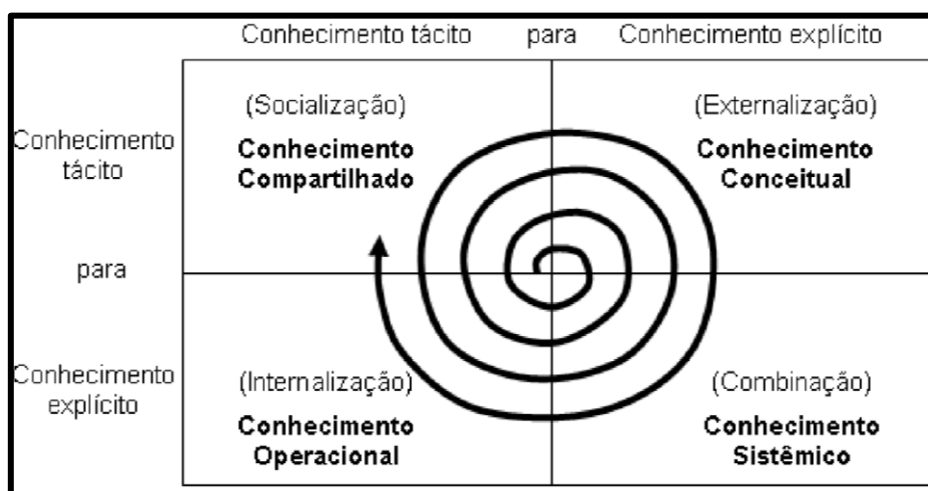 Conhecimento tácito para Conhecimento explícito
Conhecimento
tácito
(Socialização)
Conhecimento
Compartilhado
(Externalização)
Conhecimento
Conceitual
para
Conhecimento
explícito
(Internalização)
Conhecimento
Operacional
(Combinação)
Conhecimento
Sistêmico